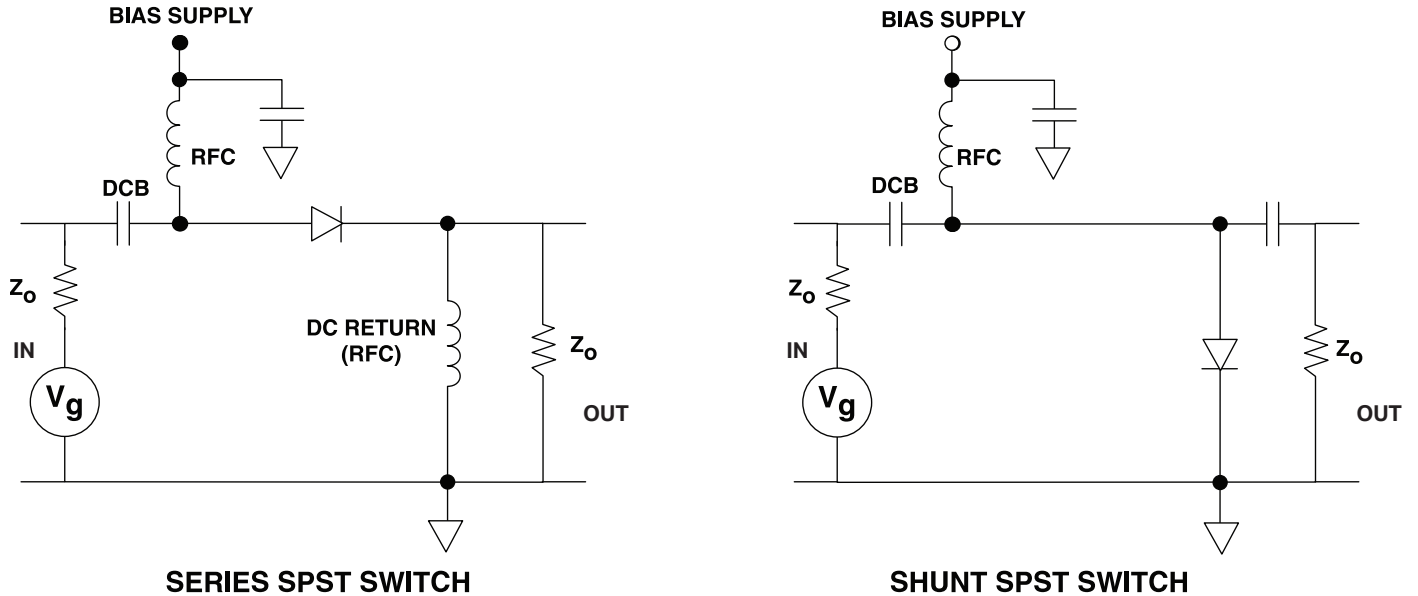 BIAS SUPPLY
RFC
DCB
Zo
IN
Vg
DC RETURN
(RFC)
Zo
OUT
SERIES SPST SWITCH
BIAS SUPPLY
RFC
DCB
Zo
IN
Vg
Zo
OUT
SHUNT SPST SWITCH